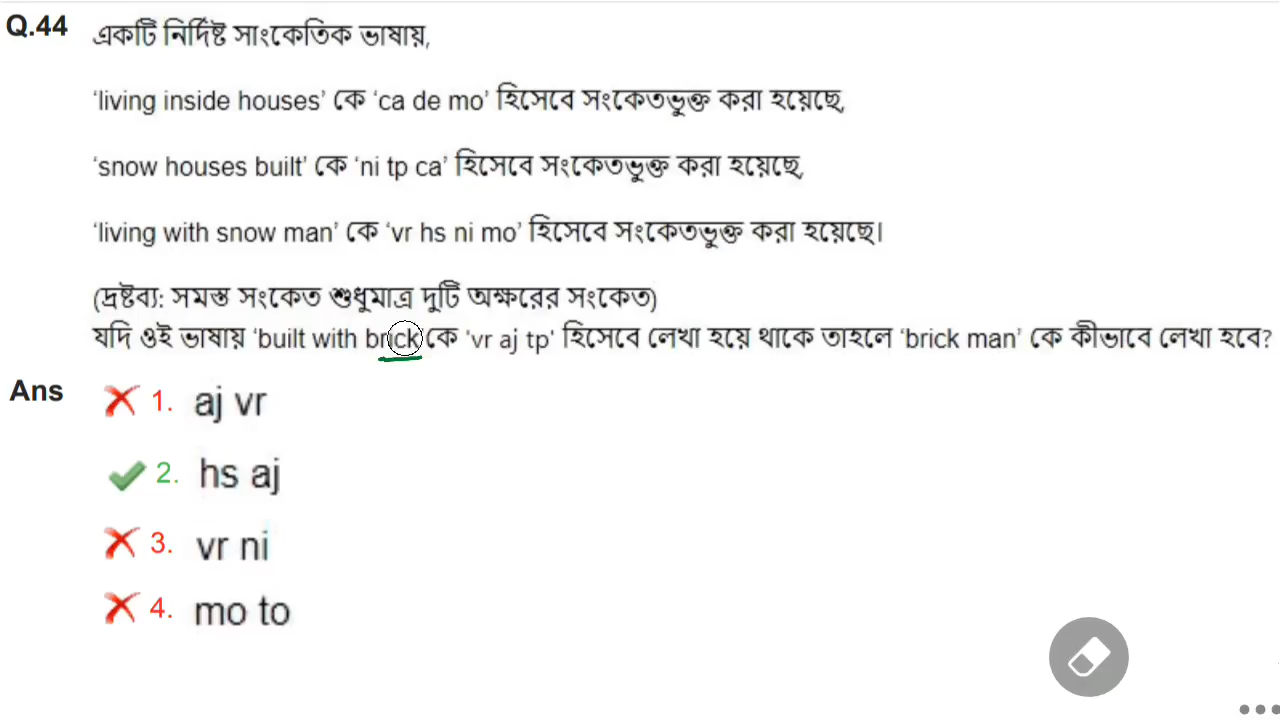 Q.44 একটি নির্দিষ্ট সাংকেতিক ভাষায়,
'living inside houses' কে 'ca de mo' হিসেবে সংকেতভুক্ত করা হয়েছে,
'snow houses built' কে 'ni tp ca' হিসেবে সংকেতভুক্ত করা হয়েছে,
'living with snow man' কে 'vr hs ni mo' হিসেবে সংকেতভুক্ত করা হয়েছে।
(দ্রষ্টব্য: সমস্ত সংকেত শুধুমাত্র দুটি অক্ষরের সংকেত)
যদি ওই ভাষায় 'built with brick' কে 'vr aj tp' হিসেবে লেখা হয়ে থাকে তাহলে 'brick man' কে কীভাবে লেখা হবে?
Ans 1. aj vr
2. hs aj
3. vr ni
4. mo to